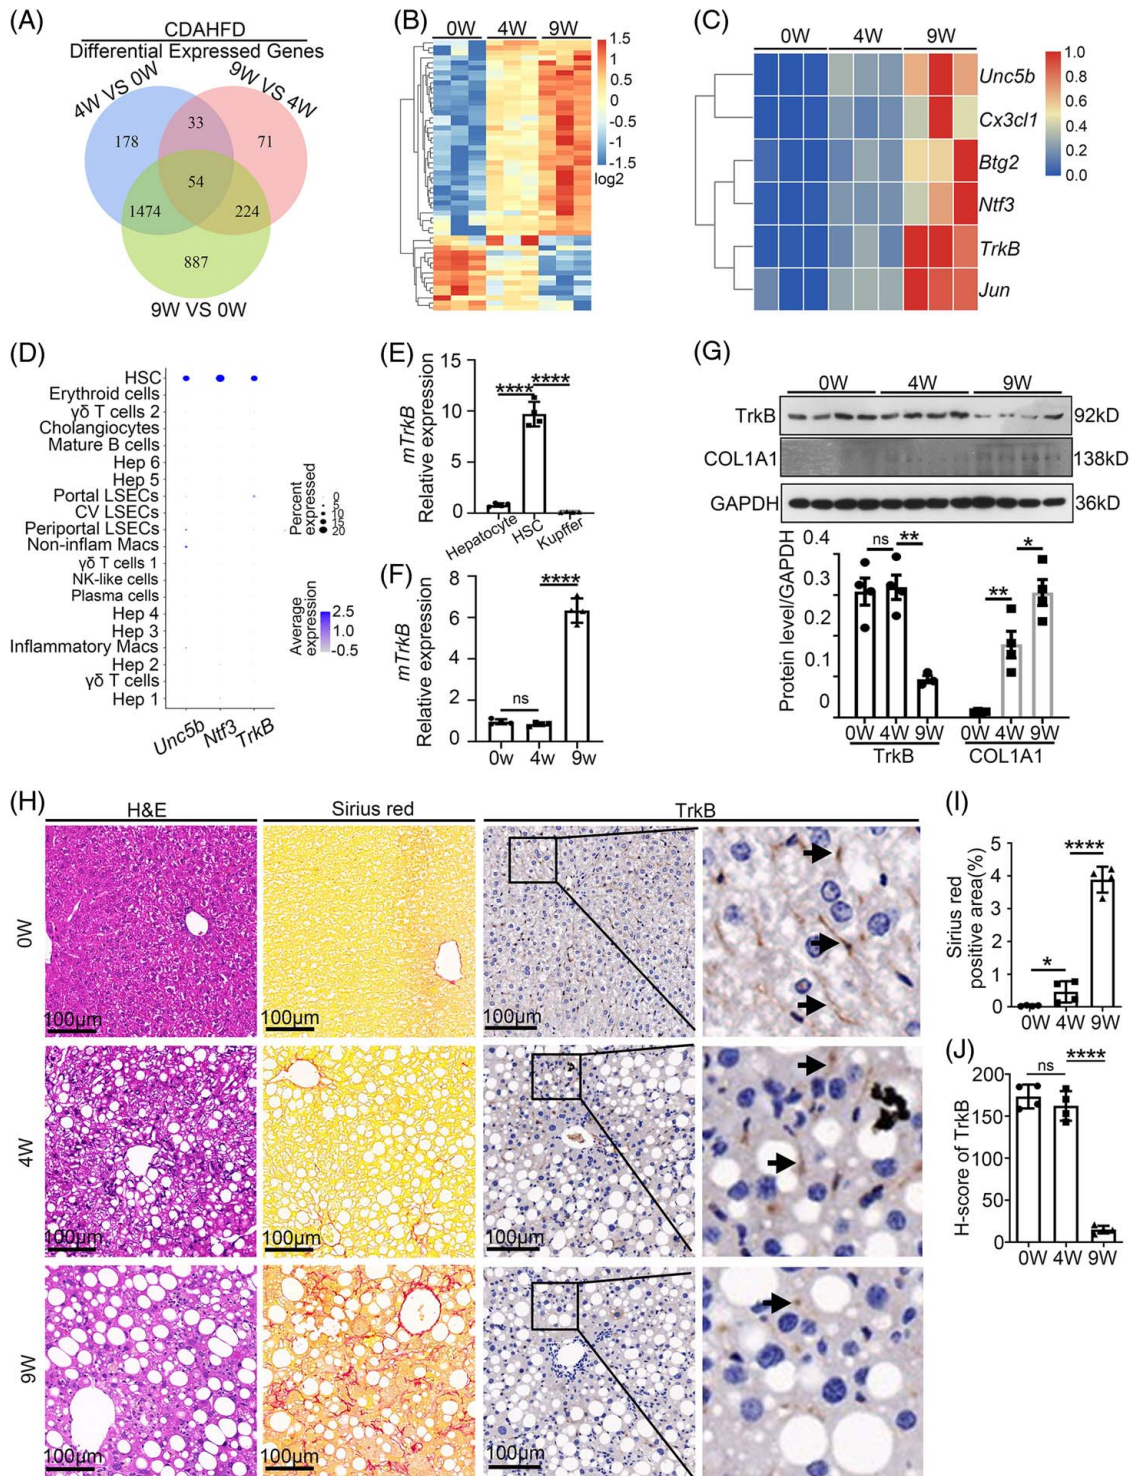 (A)
CDAHFD
Differential Expressed Genes
4W VS 0W
9W VS 4W
178
33
71
54
1474
224
887
9W VS 0W
(B)
0W 4W 9W
1.5
1
0.5
0
-0.5
-1
-1.5
log2
(C)
0W 4W 9W
Unc5b
Cx3cl1
Btg2
Ntf3
TrkB
Jun
1.0
0.8
0.6
0.4
0.2
0.0
(D)
HSC
Erythroid cells
γδ T cells 2
Cholangiocytes
Mature B cells
Hep 6
Hep 5
Portal LSECs
CV LSECs
Periportal LSECs
Non-inflam Macs
γδ T cells 1
NK-like cells
Plasma cells
Hep 4
Hep 3
Inflammatory Macs
Hep 2
γδ T cells
Hep 1
Unc5b Ntf3 TrkB
Percent
expressed
0
5
10
15
20
Average
expression
2.5
1.0
-0.5
(E)
mTrkB
Relative expression
15
10
5
0
**** ****
Hepatocyte HSC Kupffer
(F)
mTrkB
Relative expression
8
6
4
2
0
ns ****
0w 4w 9w
(G)
0W 4W 9W
TrkB 92kD
COL1A1 138kD
GAPDH 36kD
Protein level/GAPDH
0.4
0.3
0.2
0.1
0
ns ** ** *
0W 4W 9W 0W 4W 9W
TrkB COL1A1
(H)
H&E Sirius red TrkB
0W
100μm 100μm 100μm
4W
100μm 100μm 100μm
9W
100μm 100μm 100μm
(I)
Sirius red
positive area(%)
5
4
3
2
1
0
* ****
0W 4W 9W
(J)
H-score of TrkB
200
150
100
50
0
ns ****
0W 4W 9W